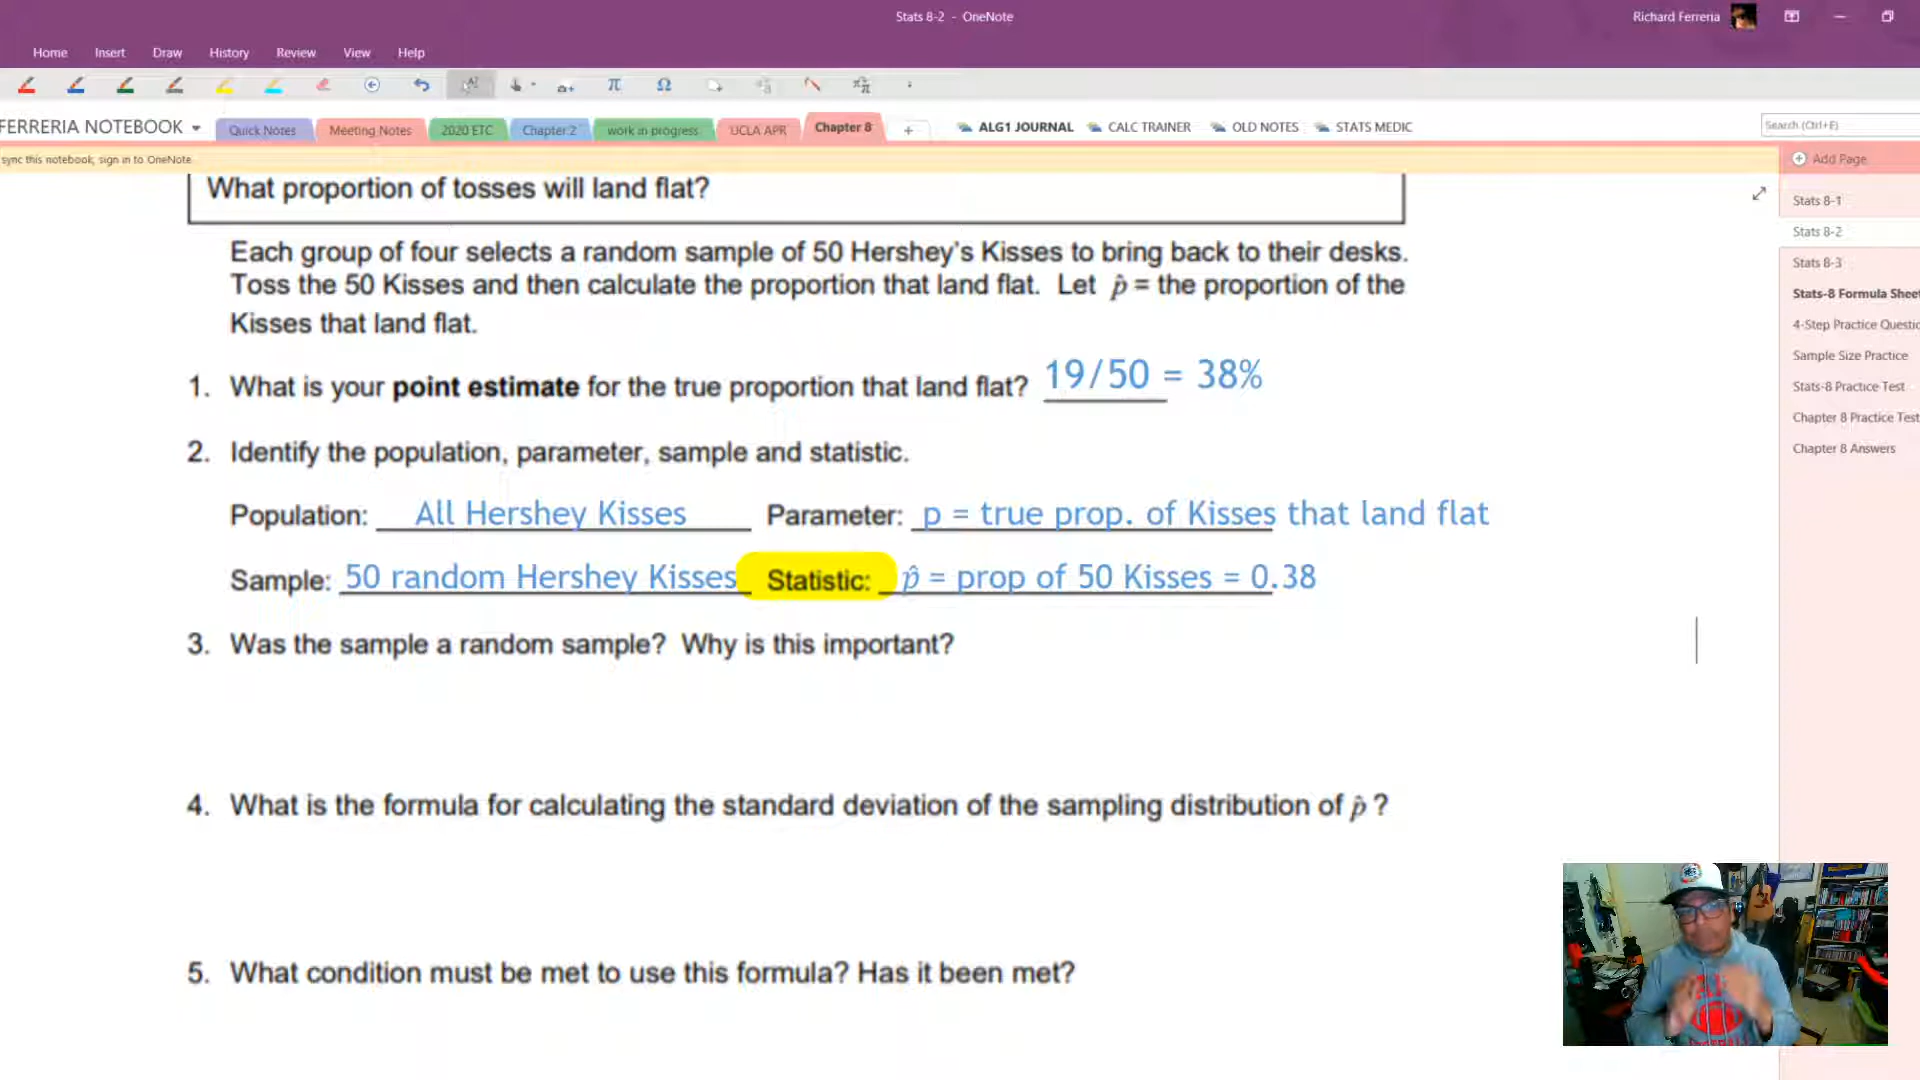 Stats 8-2 - OneNote
Richard Ferreria
Home Insert Draw History Review View Help
FERRERIA NOTEBOOK
Quick Notes Meeting Notes 2020 ETC Chapter 2 work in progress UCLA APR Chapter 8 +
ALG1 JOURNAL CALC TRAINER OLD NOTES STATS MEDIC
Search (Ctrl+E)
sync this notebook, sign in to OneNote
Add Page
Stats 8-1
Stats 8-2
Stats 8-3
Stats-8 Formula Sheet
4-Step Practice Questio
Sample Size Practice
Stats-8 Practice Test
Chapter 8 Practice Test
Chapter 8 Answers
What proportion of tosses will land flat?
Each group of four selects a random sample of 50 Hershey's Kisses to bring back to their desks.
Toss the 50 Kisses and then calculate the proportion that land flat. Let p̂ = the proportion of the
Kisses that land flat.
1. What is your point estimate for the true proportion that land flat? 19/50 = 38%
2. Identify the population, parameter, sample and statistic.
Population: All Hershey Kisses Parameter: p = true prop. of Kisses that land flat
Sample: 50 random Hershey Kisses Statistic: p̂ = prop of 50 Kisses = 0.38
3. Was the sample a random sample? Why is this important?
4. What is the formula for calculating the standard deviation of the sampling distribution of p̂ ?
5. What condition must be met to use this formula? Has it been met?